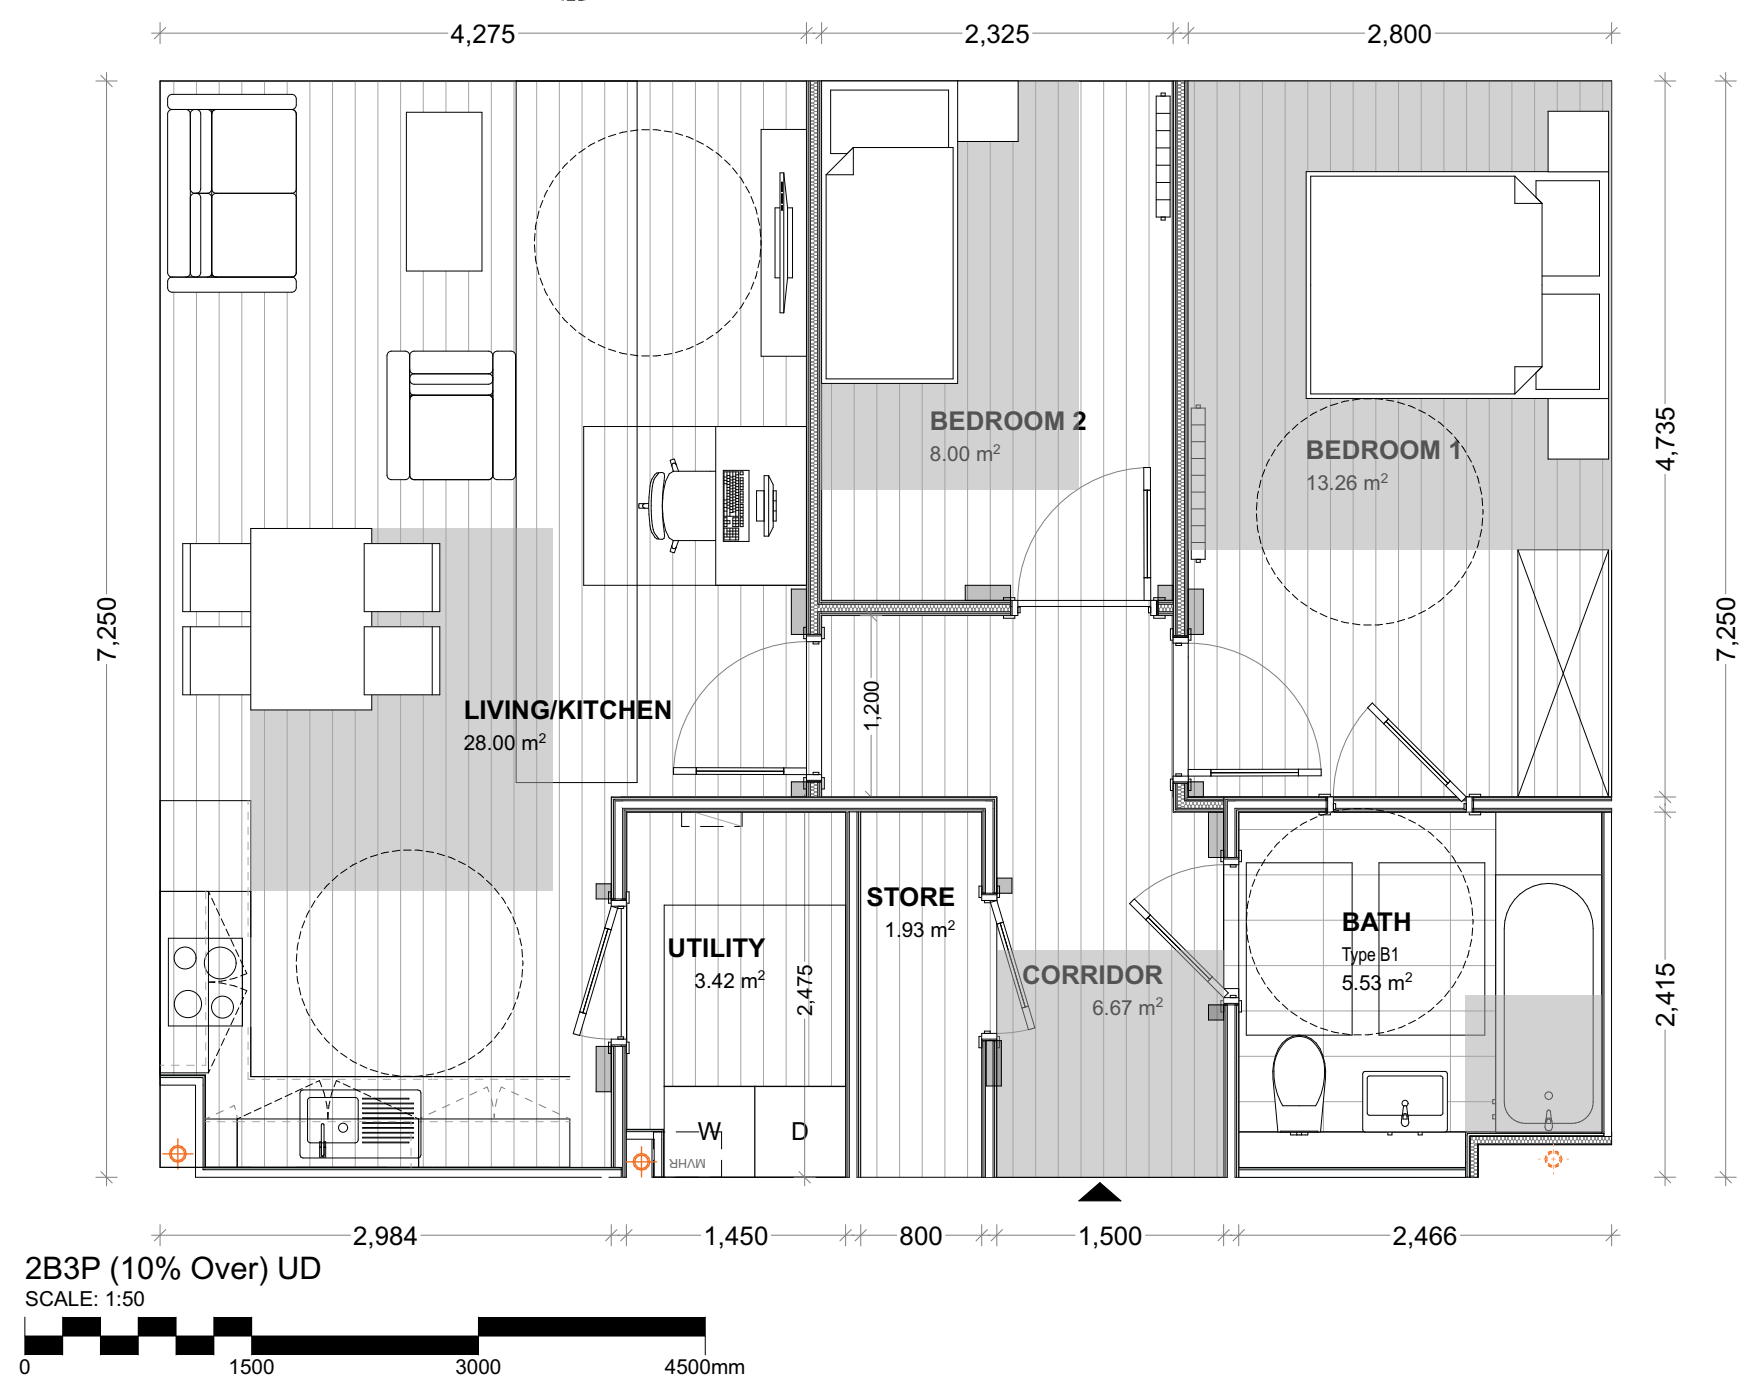 4,275
2,325
2,800
7,250
4,735
7,250
BEDROOM 2
8.00 m²
BEDROOM 1
13.26 m²
LIVING/KITCHEN
28.00 m²
1,200
STORE
1.93 m²
UTILITY
3.42 m²
2,475
CORRIDOR
6.67 m²
BATH
Type B1
5.53 m²
2,415
W
D
MVHR
2,984
1,450
800
1,500
2,466
2B3P (10% Over) UD
SCALE: 1:50
0
1500
3000
4500mm